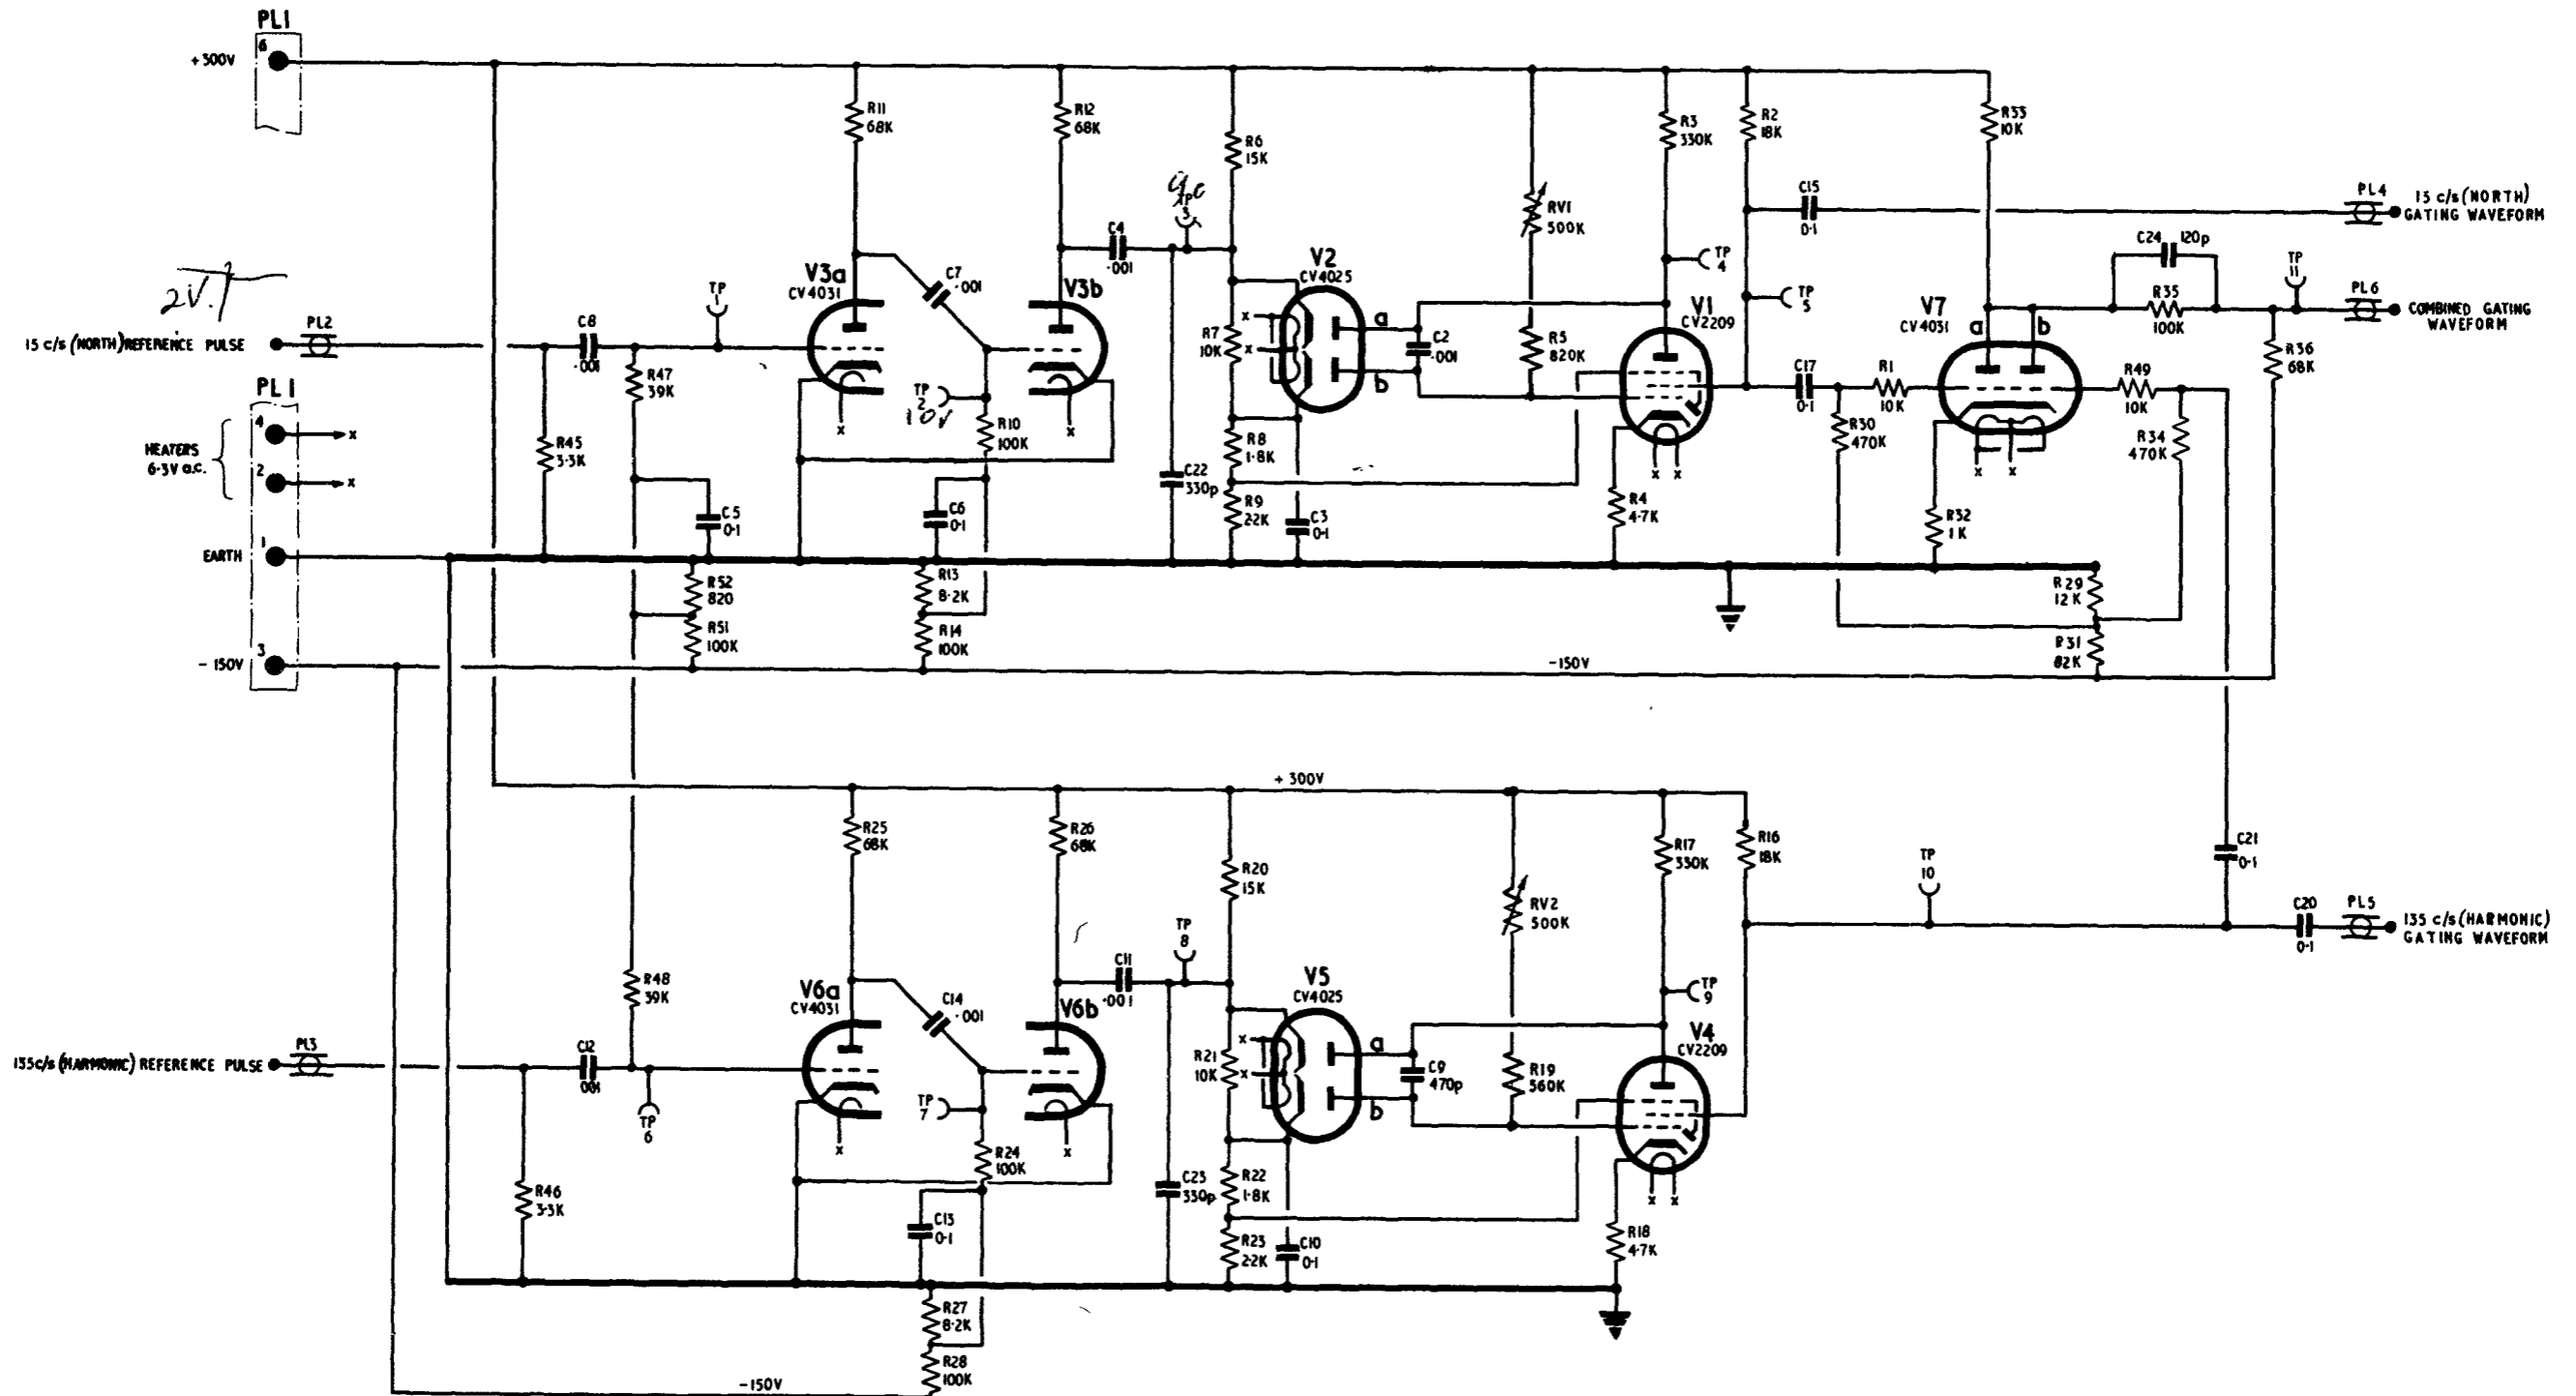 PL1
6
+300V
R11
68K
R12
68K
R6
15K
RV1
500K
R3
330K
R2
18K
R33
10K
TP
3
C4
·001
C15
0·1
PL4
15 c/s (NORTH)
GATING WAVEFORM
2V.
V3a
CV4031
C7
·001
V3b
V2
CV4025
TP
4
TP
5
C24
120p
TP
11
PL6
COMBINED GATING
WAVEFORM
15 c/s (NORTH) REFERENCE PULSE
PL2
C8
·001
TP
1
R47
39K
R7
10K
a
b
C2
·001
R5
820K
V1
CV2209
V7
CV4031
a
b
R35
100K
R36
68K
PL1
4
x
HEATERS
6·3V a.c.
2
x
EARTH
1
-150V
3
R45
3·3K
TP
2
10V
R10
100K
x
x
x
x
C5
0·1
C6
0·1
C22
330p
R8
1·8K
R9
22K
C3
0·1
R4
4·7K
x
x
C17
0·1
R1
10K
R30
470K
R49
10K
R34
470K
x
x
R32
1K
R52
820
R51
100K
R13
8·2K
R14
100K
R29
12K
R31
82K
-150V
+300V
R25
68K
R26
68K
R20
15K
RV2
500K
R17
330K
R16
18K
TP
10
C21
0·1
R48
39K
C11
·001
TP
8
C20
0·1
PL5
135 c/s (HARMONIC)
GATING WAVEFORM
V6a
CV4031
C14
·001
V6b
V5
CV4025
TP
9
V4
CV2209
135c/s (HARMONIC) REFERENCE PULSE
PL3
C12
001
TP
6
TP
7
x
x
x
x
R21
10K
a
b
C9
470p
R19
560K
R46
3·3K
R24
100K
C13
0·1
C23
330p
R22
1·8K
R23
2·2K
C10
0·1
x
x
R18
4·7K
R27
8·2K
R28
100K
-150V